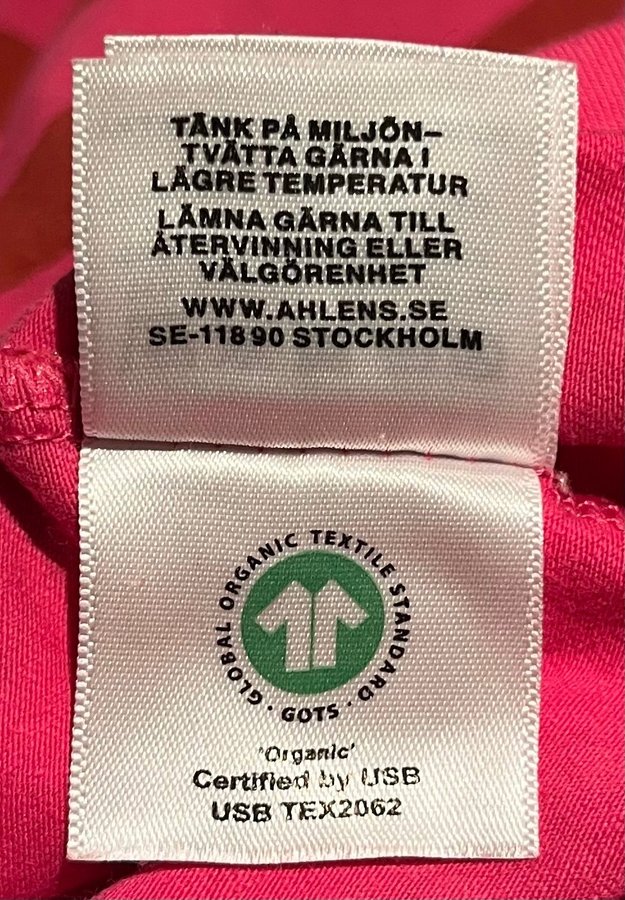 TÄNK PÅ MILJÖN-
TVÄTTA GÄRNA I
LÄGRE TEMPERATUR
LÄMNA GÄRNA TILL
ÅTERVINNING ELLER
VÄLGÖRENHET
WWW.AHLENS.SE
SE-118 90 STOCKHOLM
GLOBAL ORGANIC TEXTILE STANDARD · GOTS ·
'Organic'
Certified by USB
USB TEX2062